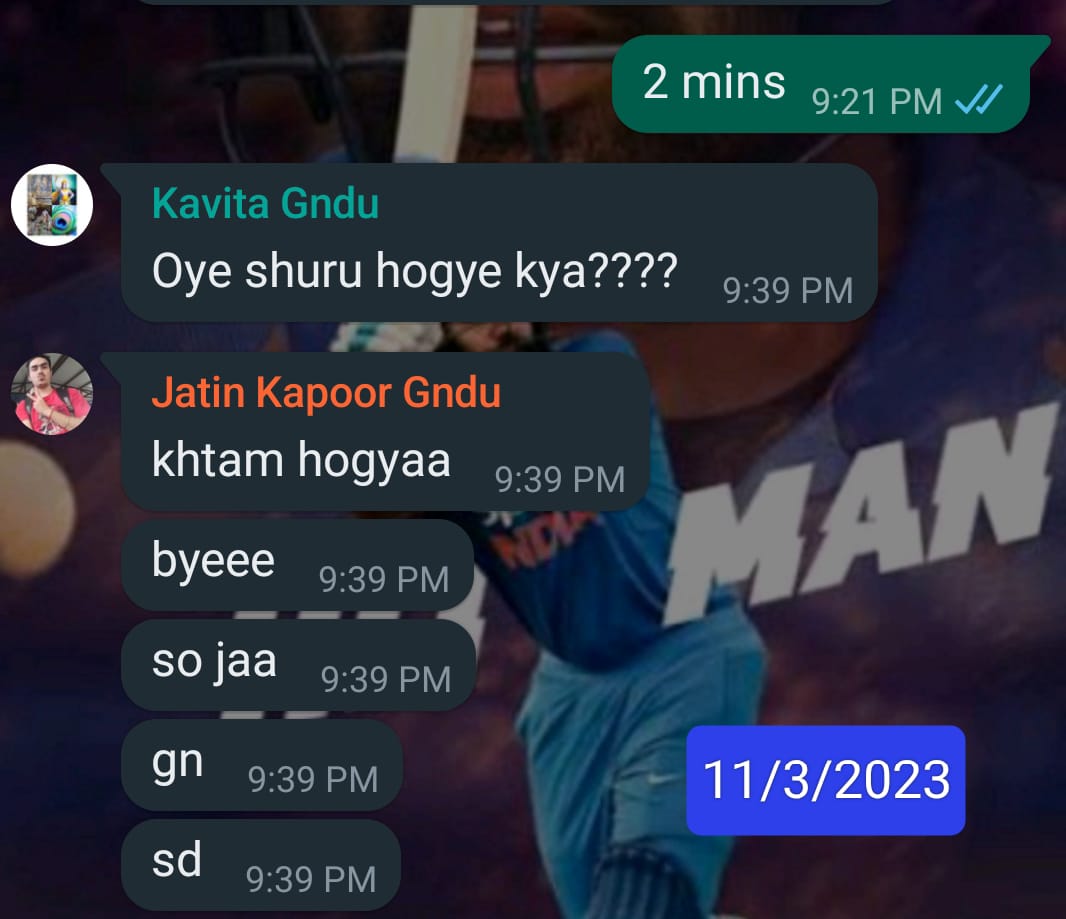 2 mins 9:21 PM
Kavita Gndu
Oye shuru hogye kya???? 9:39 PM
Jatin Kapoor Gndu
khtam hogyaa 9:39 PM
INDIA
MAN
byeee 9:39 PM
so jaa 9:39 PM
gn 9:39 PM
11/3/2023
sd 9:39 PM